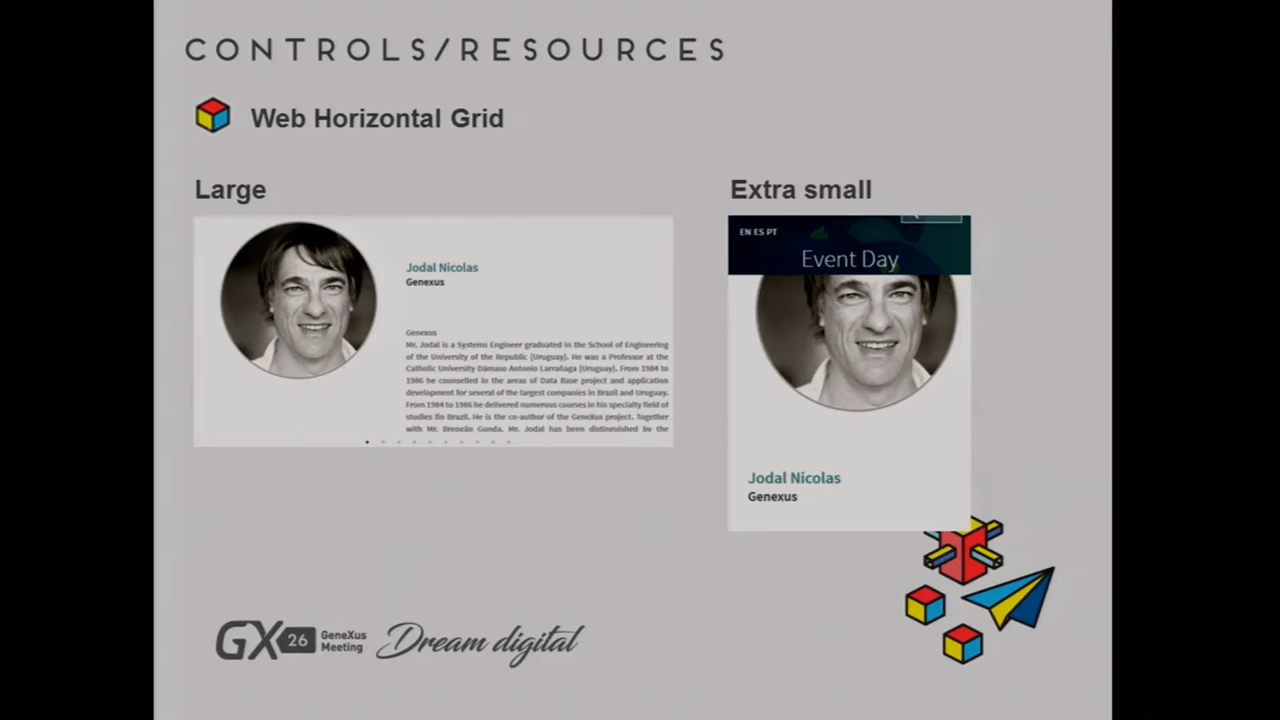 CONTROLS/RESOURCES
Web Horizontal Grid
Large
Extra small
Jodal Nicolas
Genexus
Genexus
Mr. Jodal is a Systems Engineer graduated in the School of Engineering
of the University of the Republic (Uruguay). He was a Professor at the
Catholic University Dámaso Antonio Larrañaga (Uruguay). From 1984 to
1986 he counselled in the areas of Data Base project and application
development for several of the largest companies in Brazil and Uruguay.
From 1984 to 1986 he delivered numerous courses in his specialty field of
studies fin Brazil. He is the co-author of the GeneXus project. Together
with Mr. Breogán Gonda, Mr. Jodal has been distinguished by the
EN ES PT
Event Day
Jodal Nicolas
Genexus
GX 26 GeneXus
Meeting
Dream digital